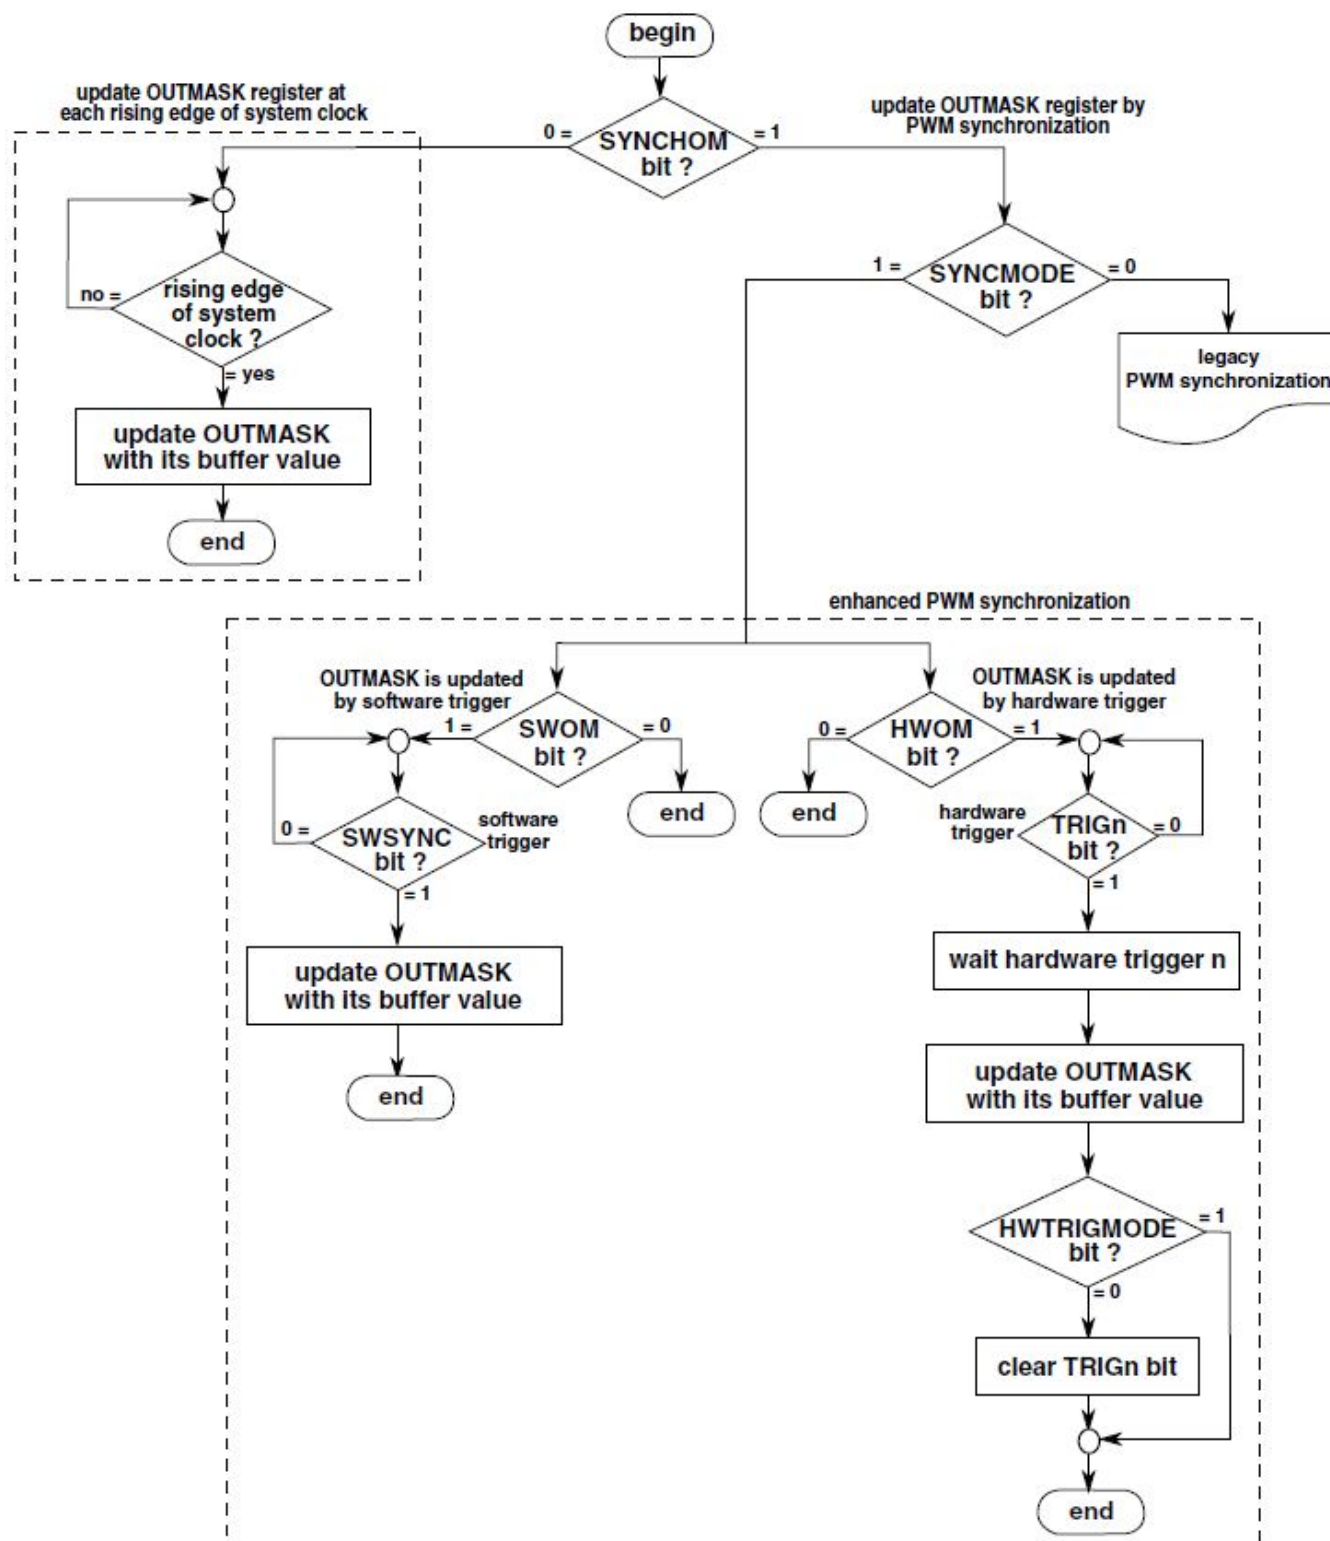 begin
update OUTMASK register at
each rising edge of system clock
0 =
SYNCHOM
bit ?
= 1
update OUTMASK register by
PWM synchronization
no =
rising edge
of system
clock ?
= yes
update OUTMASK
with its buffer value
end
1 =
SYNCMODE
bit ?
= 0
legacy
PWM synchronization
enhanced PWM synchronization
OUTMASK is updated
by software trigger
1 =
SWOM
bit ?
= 0
end
0 =
SWSYNC
bit ?
software
trigger
= 1
update OUTMASK
with its buffer value
end
OUTMASK is updated
by hardware trigger
0 =
HWOM
bit ?
= 1
end
hardware
trigger
TRIGn
bit ?
= 0
= 1
wait hardware trigger n
update OUTMASK
with its buffer value
HWTRIGMODE
bit ?
= 1
= 0
clear TRIGn bit
end